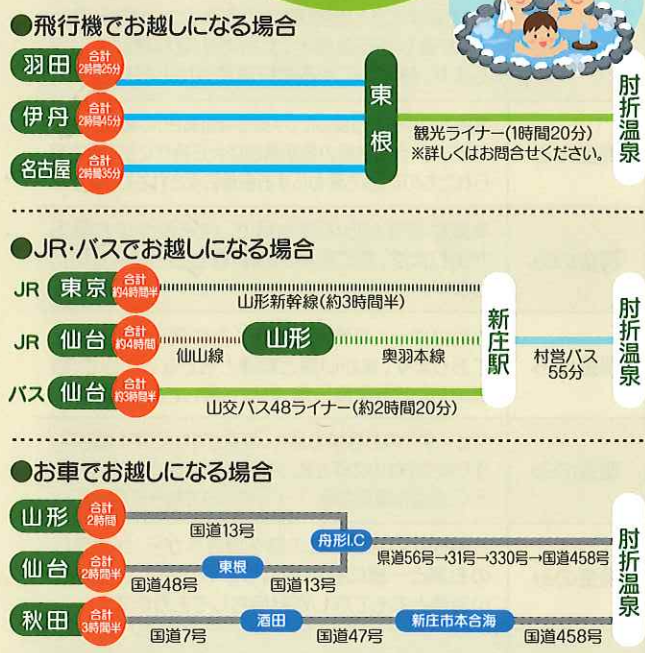 ●飛行機でお越しになる場合
羽田 合計 2時間25分
伊丹 合計 2時間45分
名古屋 合計 2時間35分
東根
観光ライナー(1時間20分)
※詳しくはお問合せください。
肘折温泉
●JR・バスでお越しになる場合
JR 東京 合計 約4時間半
山形新幹線(約3時間半)
JR 仙台 合計 約4時間
仙山線
山形
奥羽本線
バス 仙台 合計 約3時間半
山交バス48ライナー(約2時間20分)
新庄駅
村営バス
55分
肘折温泉
●お車でお越しになる場合
山形 合計 2時間
国道13号
舟形I.C
県道56号→31号→330号→国道458号
仙台 合計 2時間半
国道48号
東根
国道13号
秋田 合計 3時間半
国道7号
酒田
国道47号
新庄市本合海
国道458号
肘折温泉